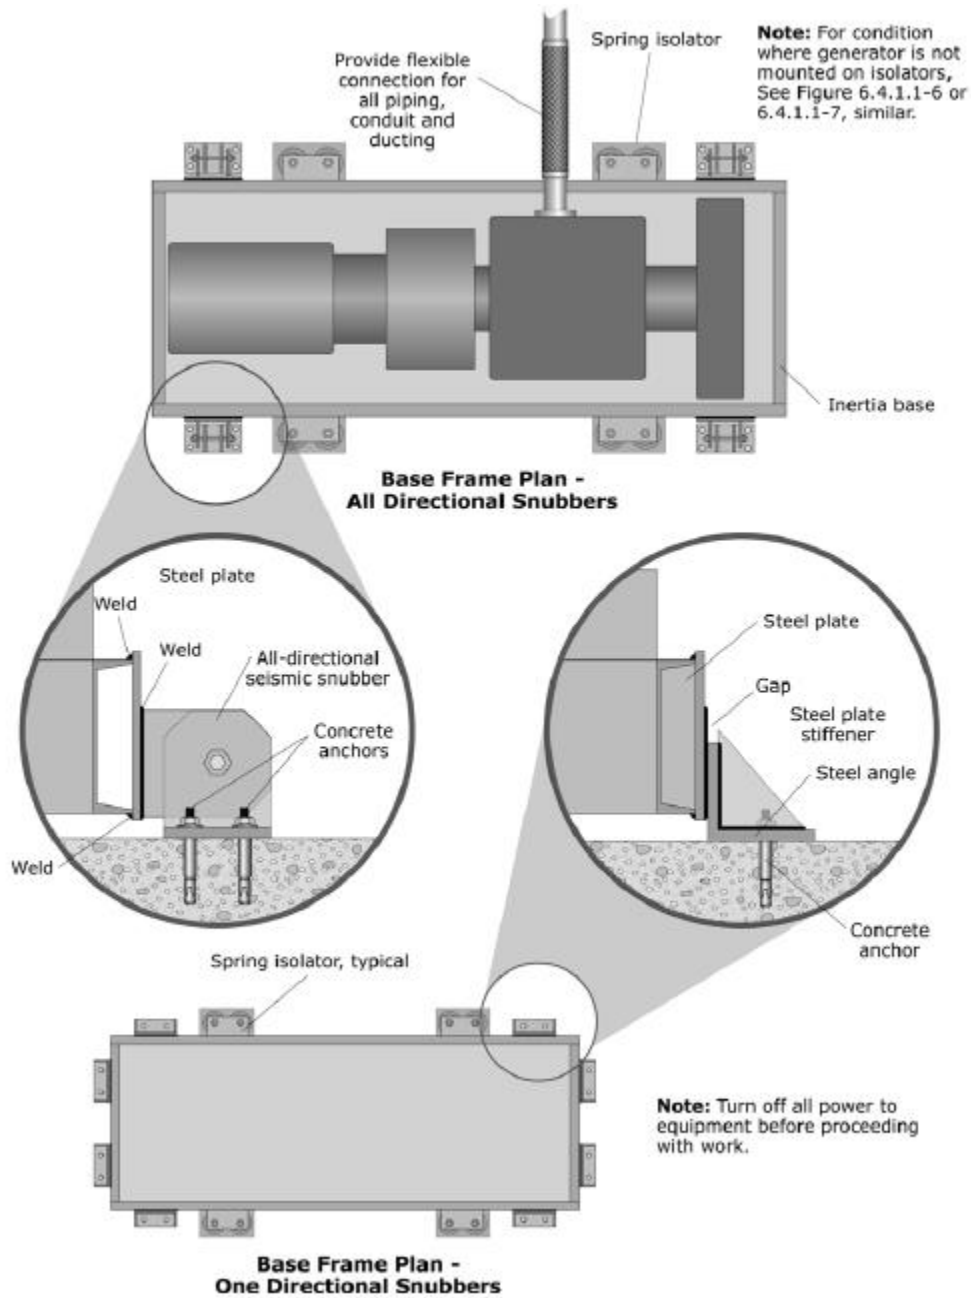 Provide flexible
connection for
all piping,
conduit and
ducting
Spring isolator
Note: For condition
where generator is not
mounted on isolators,
See Figure 6.4.1.1-6 or
6.4.1.1-7, similar.
Inertia base
Base Frame Plan -
All Directional Snubbers
Steel plate
Weld
Weld
All-directional
seismic snubber
Concrete
anchors
Weld
Steel plate
Gap
Steel plate
stiffener
Steel angle
Concrete
anchor
Spring isolator, typical
Note: Turn off all power to
equipment before proceeding
with work.
Base Frame Plan -
One Directional Snubbers